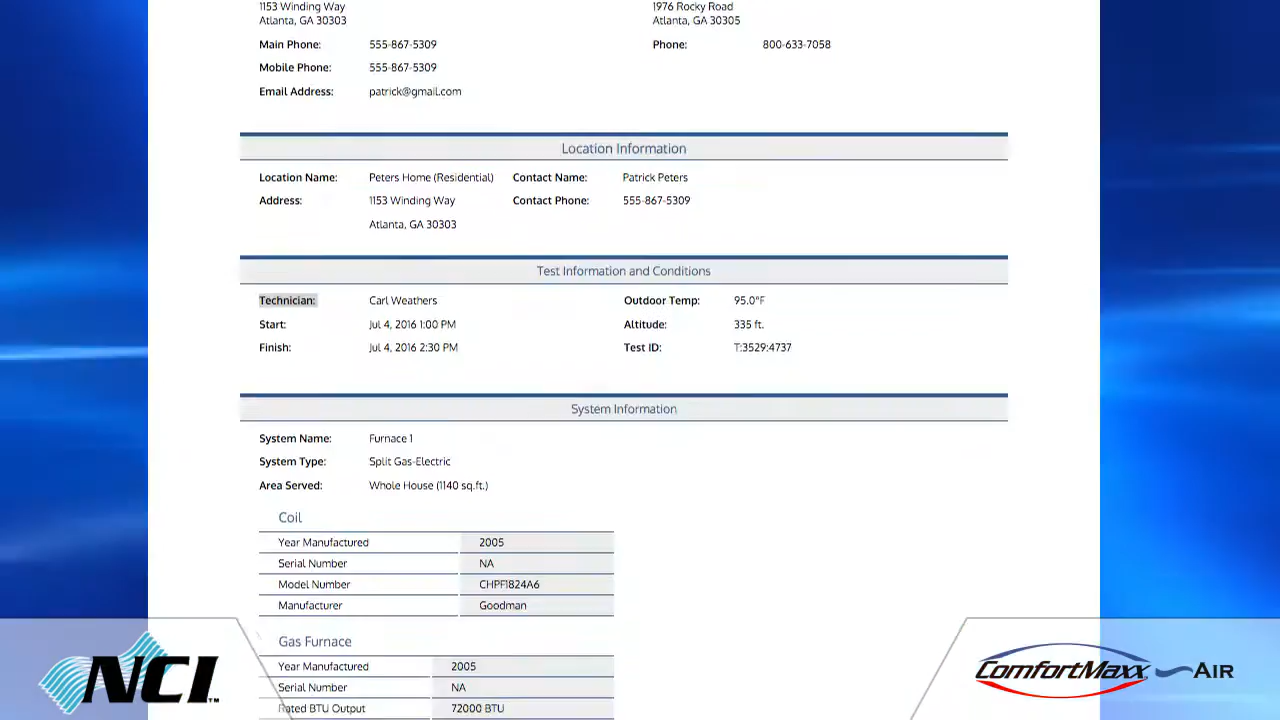 1153 Winding Way 1976 Rocky Road
Atlanta, GA 30303 Atlanta, GA 30305
Main Phone: 555-867-5309 Phone: 800-633-7058
Mobile Phone: 555-867-5309
Email Address: patrick@gmail.com
Location Information
Location Name: Peters Home (Residential) Contact Name: Patrick Peters
Address: 1153 Winding Way Contact Phone: 555-867-5309
Atlanta, GA 30303
Test Information and Conditions
Technician: Carl Weathers Outdoor Temp: 95.0°F
Start: Jul 4, 2016 1:00 PM Altitude: 335 ft.
Finish: Jul 4, 2016 2:30 PM Test ID: T:3529:4737
System Information
System Name: Furnace 1
System Type: Split Gas-Electric
Area Served: Whole House (1140 sq.ft.)
Coil
Year Manufactured 2005
Serial Number NA
Model Number CHPF1824A6
Manufacturer Goodman
Gas Furnace
Year Manufactured 2005
Serial Number NA
Rated BTU Output 72000 BTU
NCI™
ComfortMaxx AIR